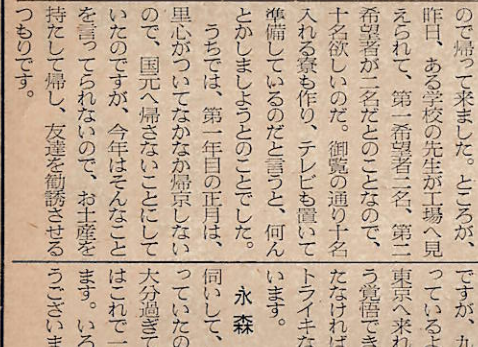 ので帰って来ました。ところが、
昨日、ある学校の先生が工場へ見
えられて、第一希望者二名、第二
希望者が二名だとのことなので、
十名欲しいのだ。御覧の通り十名
入れる寮も作り、テレビも置いて
準備しているのだと言うと、何ん
とかしましようとのことでした。
うちでは、第一年目の正月は、
里心がついてなかなか帰京しない
ので、国元へ帰さないことにして
いたのですが、今年はそんなこと
を言ってられないので、お土産を
持たして帰し、友達を勧誘させる
つもりです。
ですが、九
っているよ
東京へ来れ
う覚悟でき
たなければ
トライキな
います。
永森
伺いして、
っていたの
大分過ぎて
はこれで一
ます。いろ
うございま